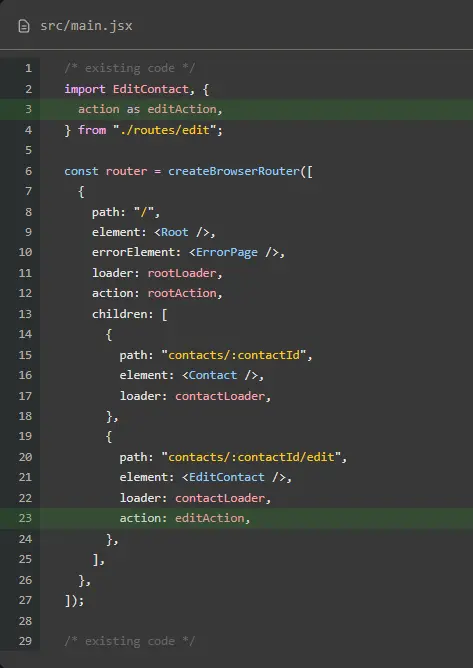 src/main.jsx
1 /* existing code */
2 import EditContact, {
3   action as editAction,
4 } from "./routes/edit";
5
6 const router = createBrowserRouter([
7   {
8     path: "/",
9     element: <Root />,
10     errorElement: <ErrorPage />,
11     loader: rootLoader,
12     action: rootAction,
13     children: [
14       {
15         path: "contacts/:contactId",
16         element: <Contact />,
17         loader: contactLoader,
18       },
19       {
20         path: "contacts/:contactId/edit",
21         element: <EditContact />,
22         loader: contactLoader,
23         action: editAction,
24       },
25     ],
26   },
27 ]);
28
29 /* existing code */